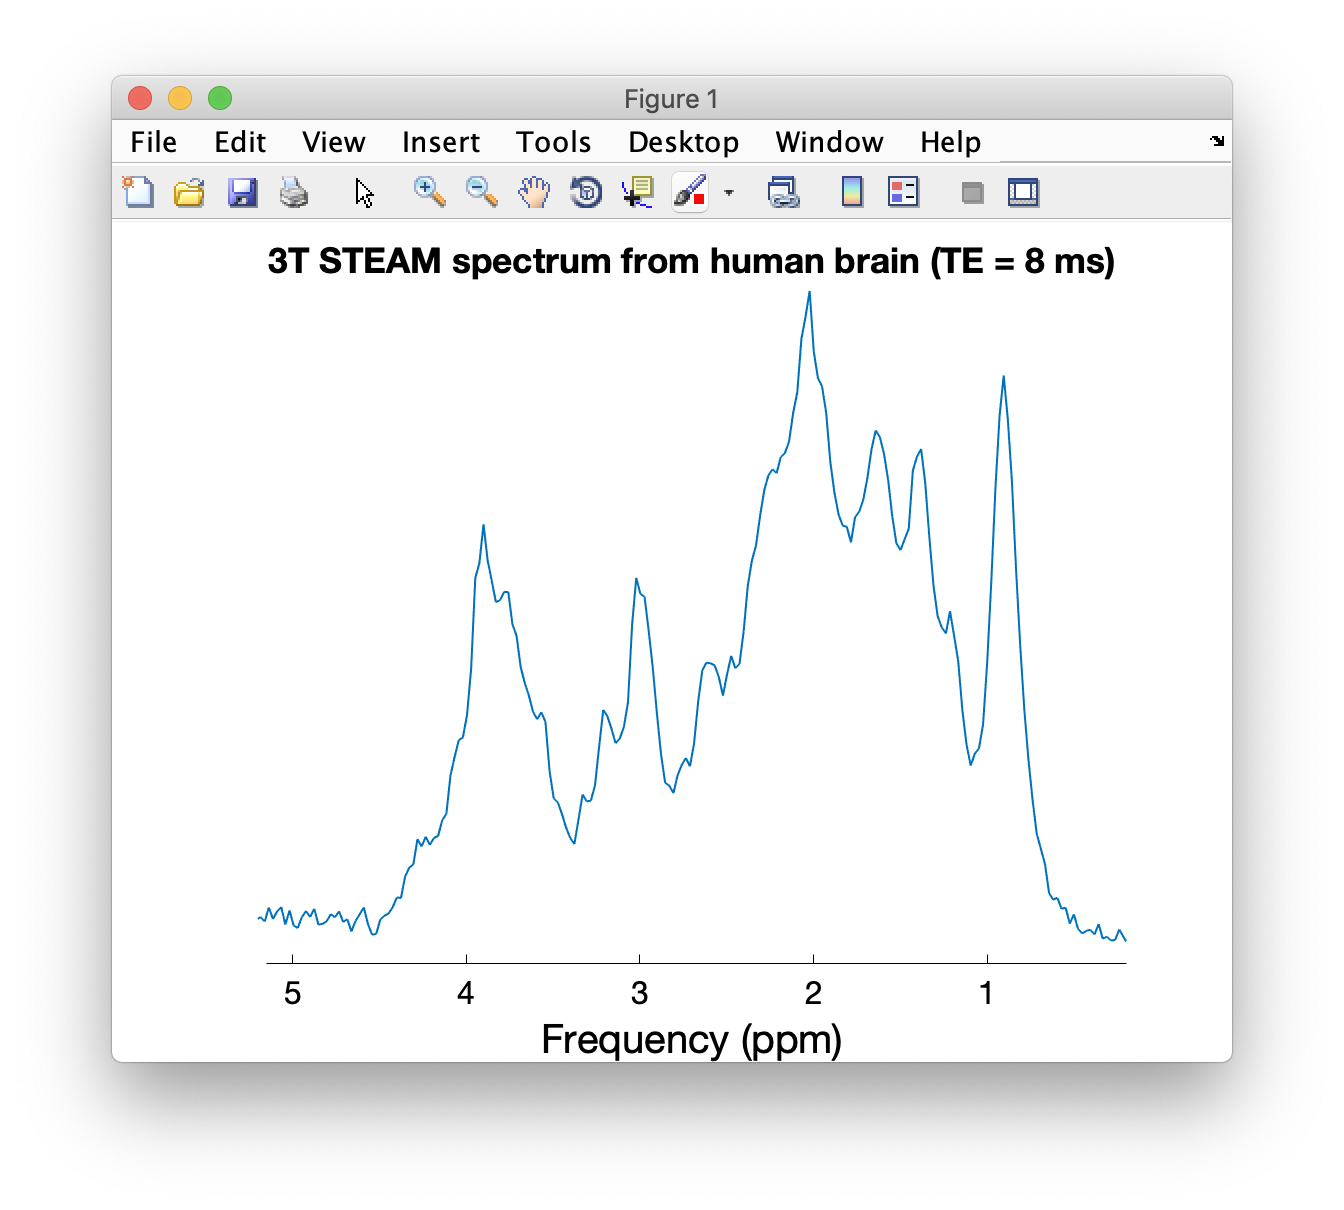 Figure 1
File Edit View Insert Tools Desktop Window Help
3T STEAM spectrum from human brain (TE = 8 ms)
5 4 3 2 1
Frequency (ppm)